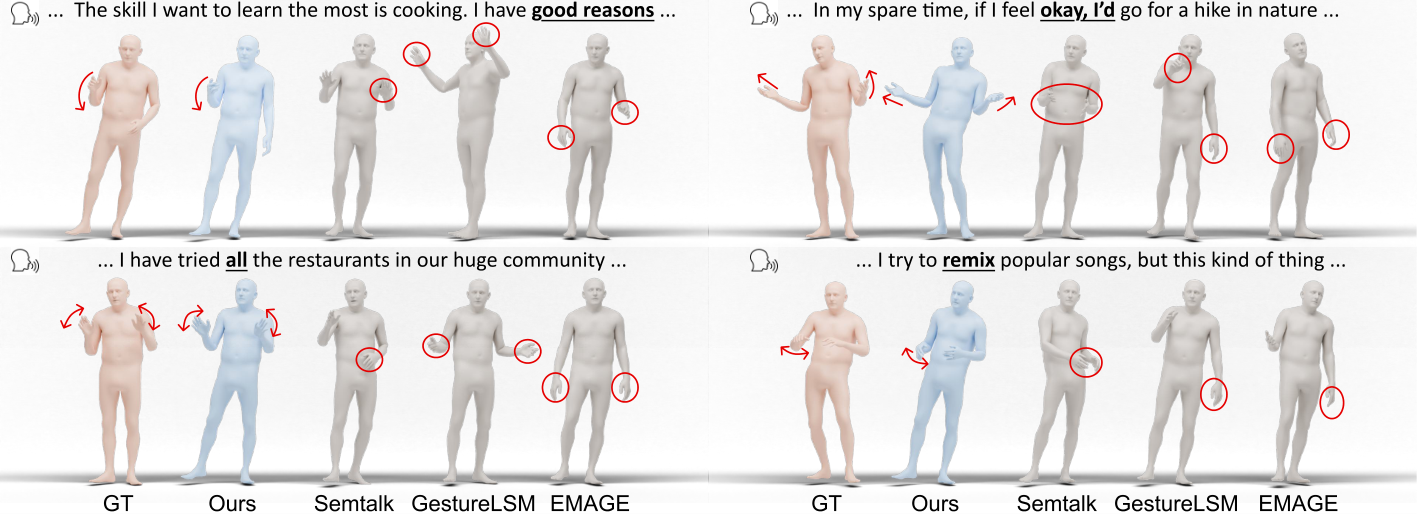 ... The skill I want to learn the most is cooking. I have good reasons ...
... In my spare time, if I feel okay, I'd go for a hike in nature ...
... I have tried all the restaurants in our huge community ...
... I try to remix popular songs, but this kind of thing ...
GT Ours Semtalk GestureLSM EMAGE
GT Ours Semtalk GestureLSM EMAGE